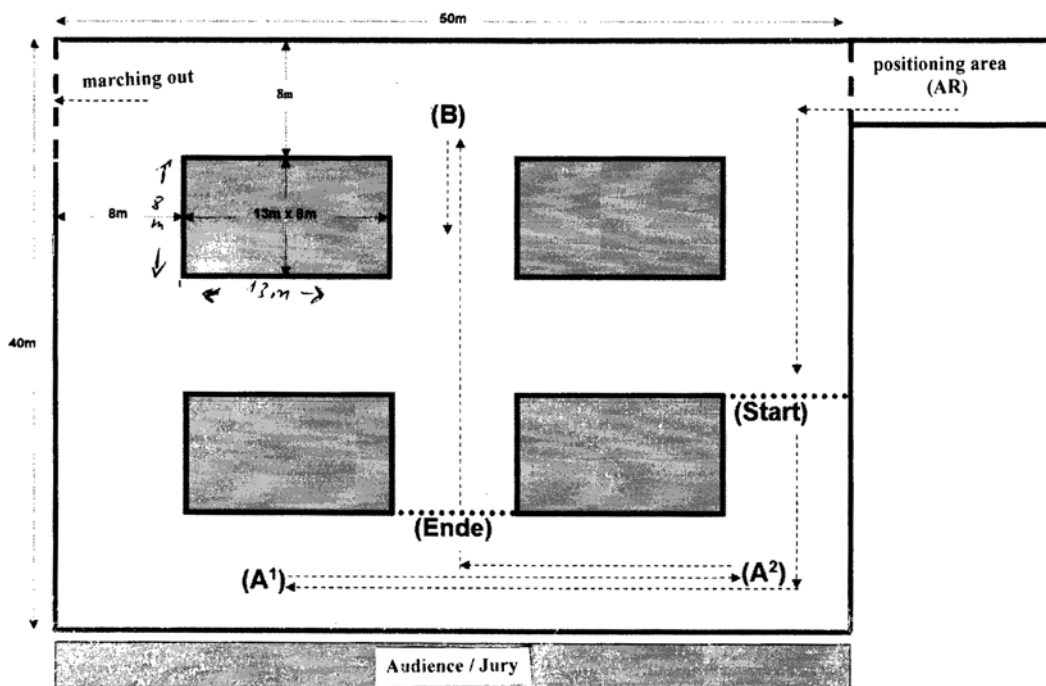 50m
marching out
positioning area
(AR)
8m
(B)
8m
8
m
13m x 8m
13m
40m
(Start)
(Ende)
(A¹)
(A²)
Audience / Jury